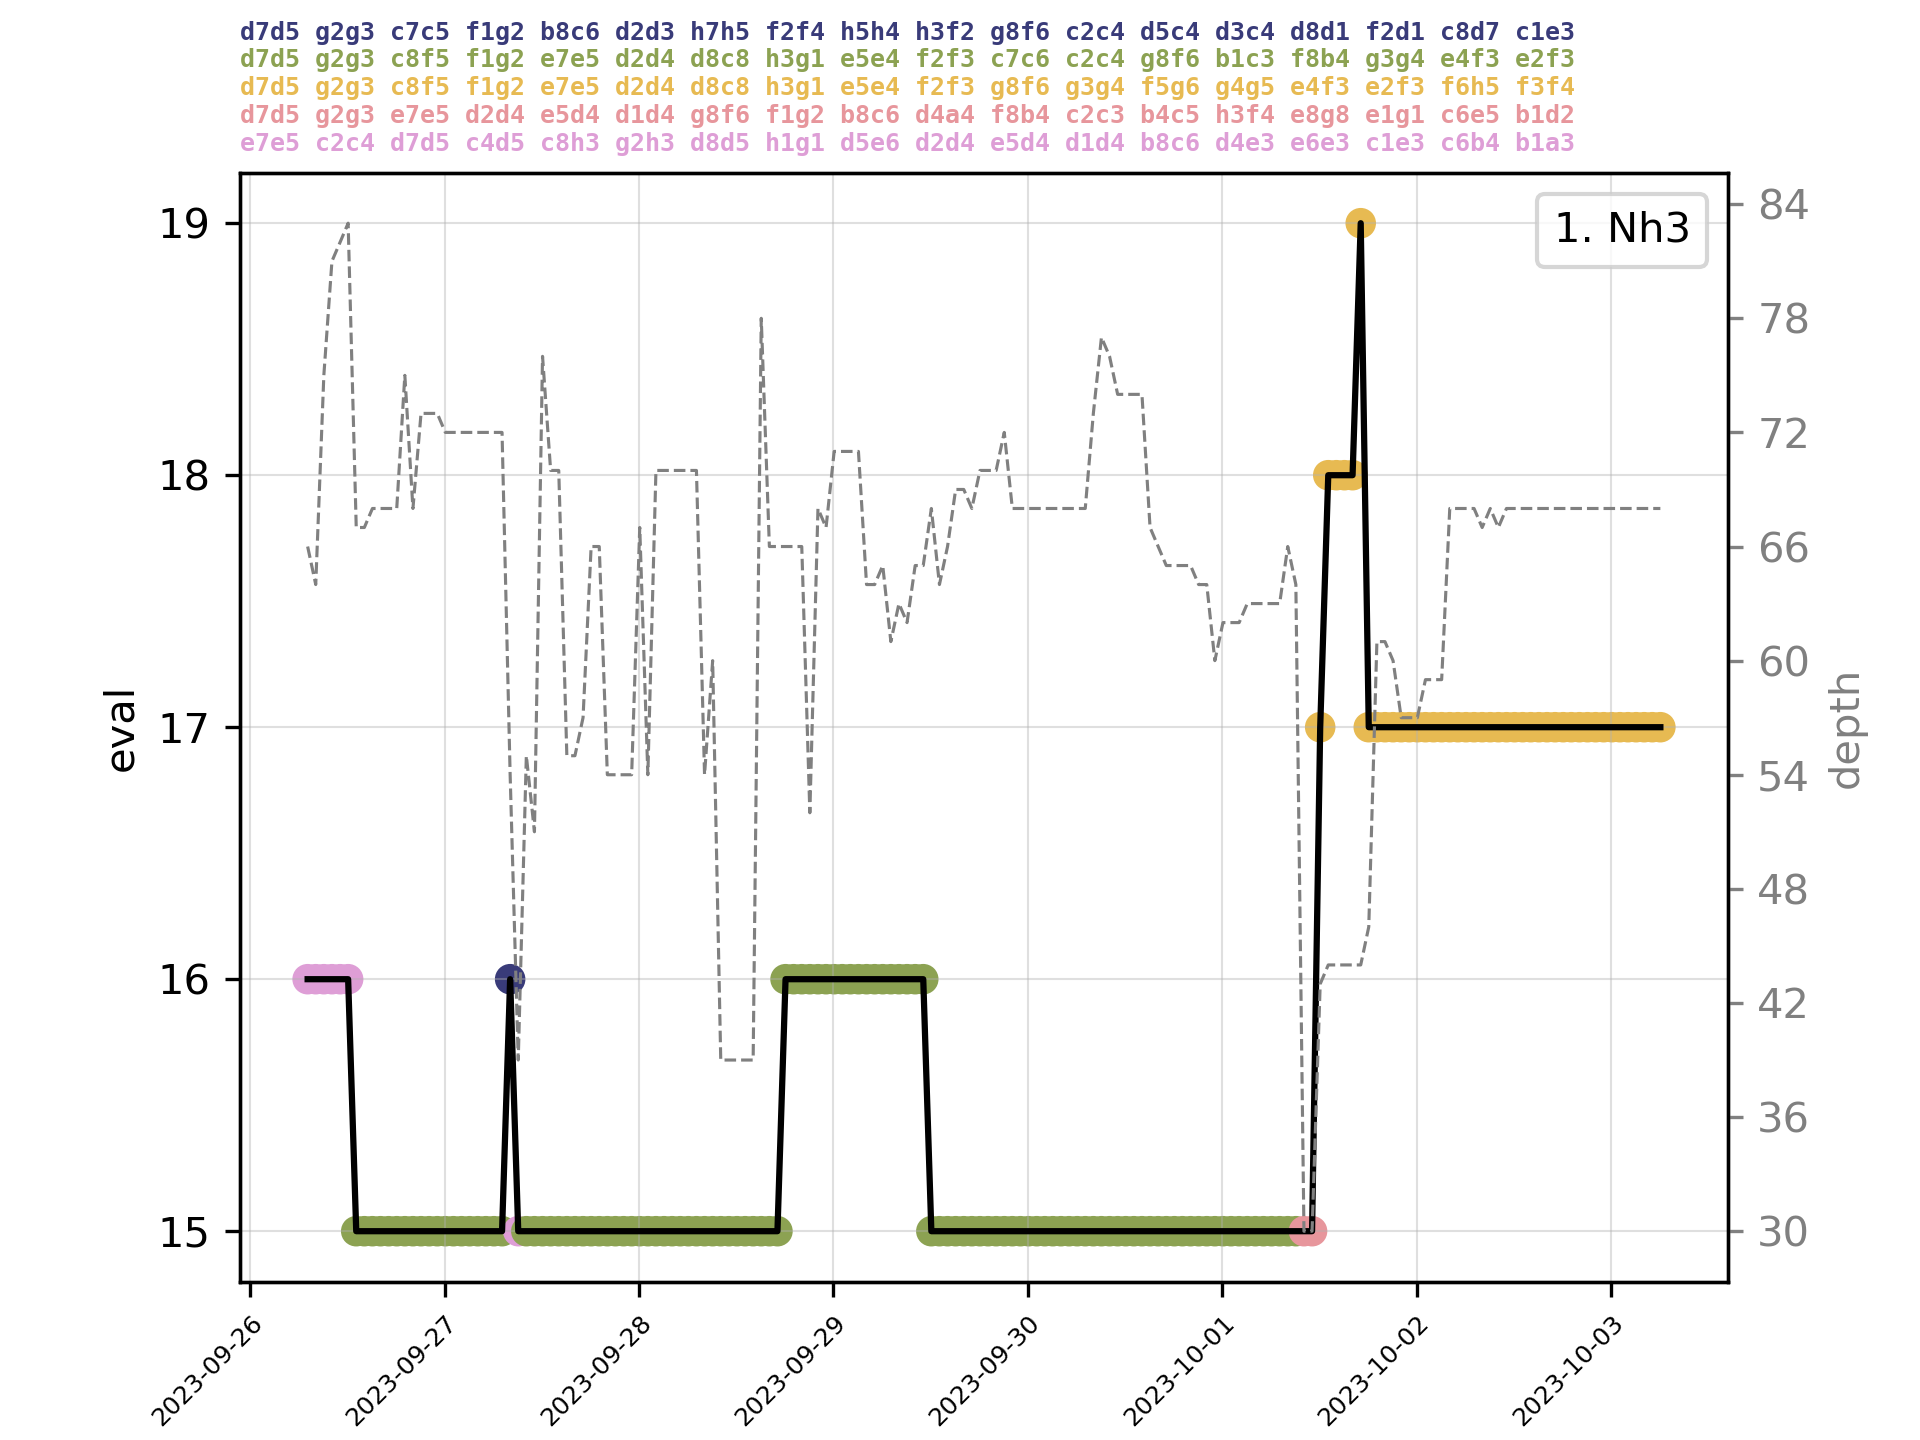 d7d5 g2g3 c7c5 f1g2 b8c6 d2d3 h7h5 f2f4 h5h4 h3f2 g8f6 c2c4 d5c4 d3c4 d8d1 f2d1 c8d7 c1e3
d7d5 g2g3 c8f5 f1g2 e7e5 d2d4 d8c8 h3g1 e5e4 f2f3 c7c6 c2c4 g8f6 b1c3 f8b4 g3g4 e4f3 e2f3
d7d5 g2g3 c8f5 f1g2 e7e5 d2d4 d8c8 h3g1 e5e4 f2f3 g8f6 g3g4 f5g6 g4g5 e4f3 e2f3 f6h5 f3f4
d7d5 g2g3 e7e5 d2d4 e5d4 d1d4 g8f6 f1g2 b8c6 d4a4 f8b4 c2c3 b4c5 h3f4 e8g8 e1g1 c6e5 b1d2
e7e5 c2c4 d7d5 c4d5 c8h3 g2h3 d8d5 h1g1 d5e6 d2d4 e5d4 d1d4 b8c6 d4e3 e6e3 c1e3 c6b4 b1a3
1. Nh3
19
18
17
16
15
eval
84
78
72
66
60
54
48
42
36
30
depth
2023-09-26
2023-09-27
2023-09-28
2023-09-29
2023-09-30
2023-10-01
2023-10-02
2023-10-03